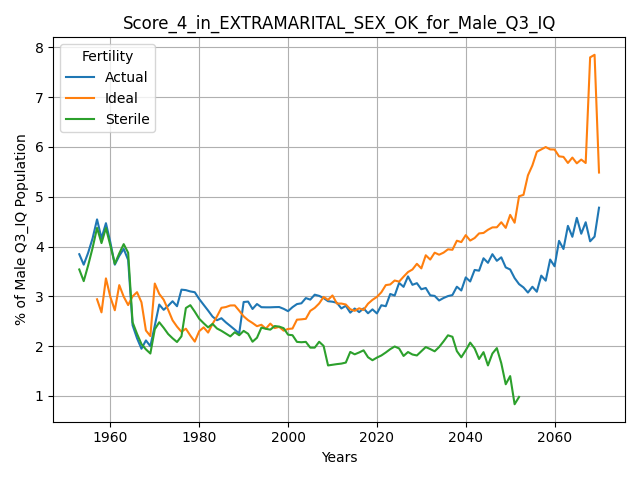 Score_4_in_EXTRAMARITAL_SEX_OK_for_Male_Q3_IQ
Fertility
Actual
Ideal
Sterile
% of Male Q3_IQ Population
8
7
6
5
4
3
2
1
1960 1980 2000 2020 2040 2060
Years